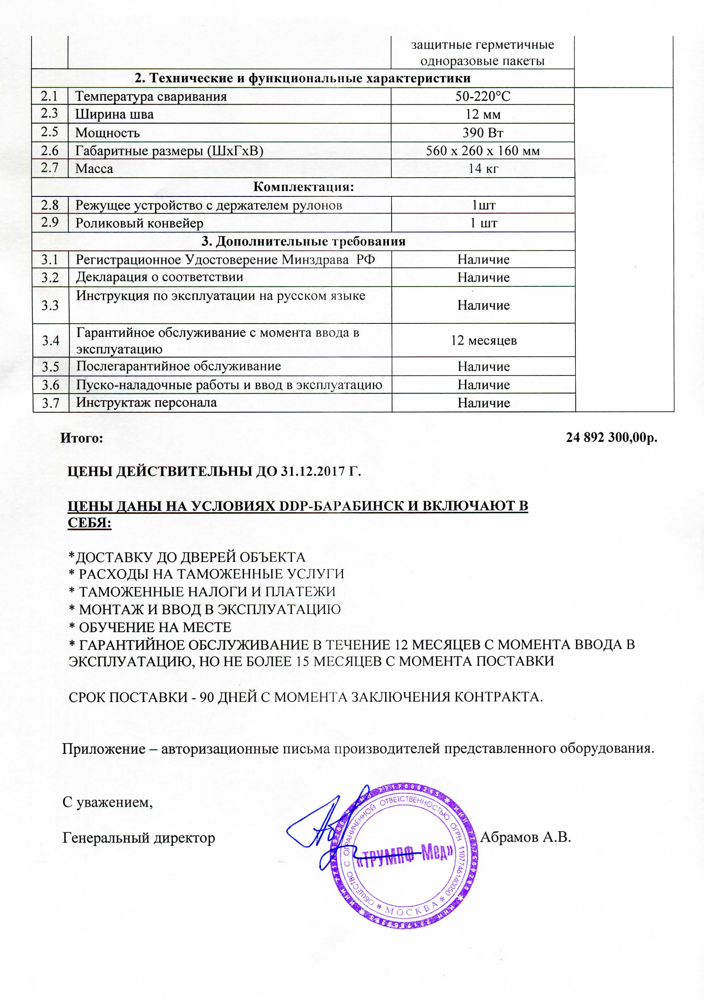 защитные герметичные
одноразовые пакеты
2. Технические и функциональные характеристики
2.1 Температура сваривания 50-220°С
2.3 Ширина шва 12 мм
2.5 Мощность 390 Вт
2.6 Габаритные размеры (ШхГхВ) 560 х 260 х 160 мм
2.7 Масса 14 кг
Комплектация:
2.8 Режущее устройство с держателем рулонов 1шт
2.9 Роликовый конвейер 1 шт
3. Дополнительные требования
3.1 Регистрационное Удостоверение Минздрава РФ Наличие
3.2 Декларация о соответствии Наличие
3.3 Инструкция по эксплуатации на русском языке Наличие
3.4 Гарантийное обслуживание с момента ввода в
эксплуатацию 12 месяцев
3.5 Послегарантийное обслуживание Наличие
3.6 Пуско-наладочные работы и ввод в эксплуатацию Наличие
3.7 Инструктаж персонала Наличие
Итого: 24 892 300,00р.
ЦЕНЫ ДЕЙСТВИТЕЛЬНЫ ДО 31.12.2017 Г.
ЦЕНЫ ДАНЫ НА УСЛОВИЯХ DDP-БАРАБИНСК И ВКЛЮЧАЮТ В
СЕБЯ:
*ДОСТАВКУ ДО ДВЕРЕЙ ОБЪЕКТА
* РАСХОДЫ НА ТАМОЖЕННЫЕ УСЛУГИ
* ТАМОЖЕННЫЕ НАЛОГИ И ПЛАТЕЖИ
* МОНТАЖ И ВВОД В ЭКСПЛУАТАЦИЮ
* ОБУЧЕНИЕ НА МЕСТЕ
* ГАРАНТИЙНОЕ ОБСЛУЖИВАНИЕ В ТЕЧЕНИЕ 12 МЕСЯЦЕВ С МОМЕНТА ВВОДА В
ЭКСПЛУАТАЦИЮ, НО НЕ БОЛЕЕ 15 МЕСЯЦЕВ С МОМЕНТА ПОСТАВКИ
СРОК ПОСТАВКИ - 90 ДНЕЙ С МОМЕНТА ЗАКЛЮЧЕНИЯ КОНТРАКТА.
Приложение – авторизационные письма производителей представленного оборудования.
С уважением,
Генеральный директор Абрамов А.В.
ОБЩЕСТВО С ОГРАНИЧЕННОЙ ОТВЕТСТВЕННОСТЬЮ ОГРН 1107746140050
* МОСКВА *
«ТРУМПФ Мед»